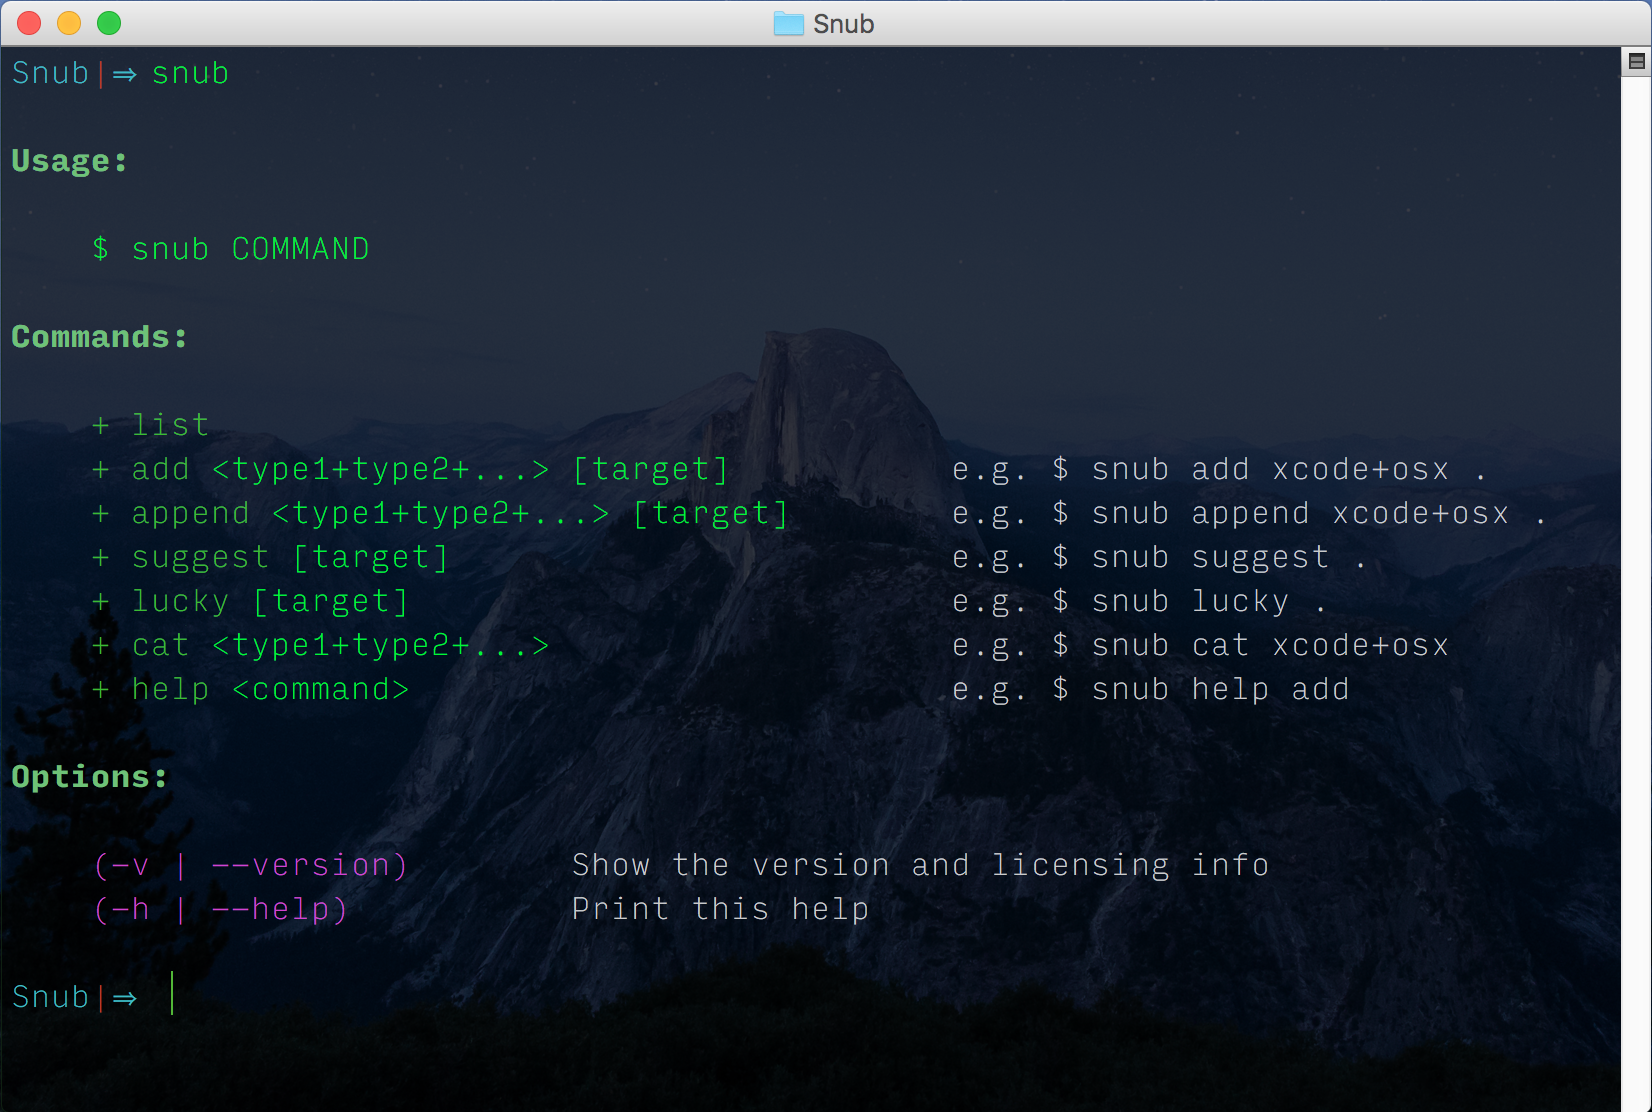 Snub
Snub|⇒ snub
Usage:
$ snub COMMAND
Commands:
+ list
+ add <type1+type2+...> [target] e.g. $ snub add xcode+osx .
+ append <type1+type2+...> [target] e.g. $ snub append xcode+osx .
+ suggest [target] e.g. $ snub suggest .
+ lucky [target] e.g. $ snub lucky .
+ cat <type1+type2+...> e.g. $ snub cat xcode+osx
+ help <command> e.g. $ snub help add
Options:
(-v | --version) Show the version and licensing info
(-h | --help) Print this help
Snub|⇒